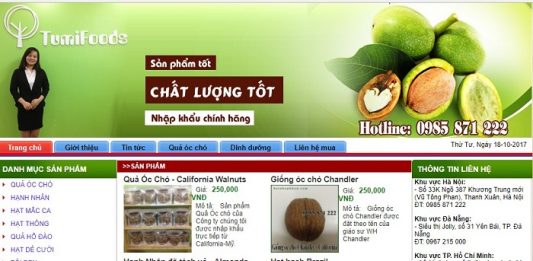 TumiFoods
Sản phẩm tốt
CHẤT LƯỢNG TỐT
Nhập khẩu chính hãng
Hotline: 0985 871 222
Trang chủ
Giới thiệu
Tin tức
Quả óc chó
Dinh dưỡng
Liên hệ mua
Thứ Tư, Ngày 18-10-2017
DANH MỤC SẢN PHẨM
QUẢ ÓC CHÓ
HẠNH NHÂN
HẠT MẮC CA
HẠT THÔNG
QUẢ HỒ ĐÀO
HẠT DẺ CƯỜI
>>SẢN PHẨM
Quả Óc Chó - California Walnuts
Giá: 250,000
VNĐ
Mô tả: Sản
phẩm Quả Óc chó của
Công ty chúng tôi
được nhập khẩu
trực tiếp từ
California-Mỹ.
Giống óc chó Chandler
Giá: 250,000
VNĐ
Mô tả: Giống óc
chó Chandler được
đặt theo tên của
giáo sư WH
Chandler
Giống óc chó Chandler, Califo
THÔNG TIN LIÊN HỆ
Khu vực Hà Nội:
- Số 33K Ngõ 387 Khương Trung mới
(Vũ Tông Phan), Thanh Xuân, Hà Nội
ĐT 0985 871 222
Khu vực Đà Nẵng:
- Siêu thị Jolly, số 31 Yên Bái, TP. Đà
Nẵng
ĐT: 0967 215 000
Khu vực TP. Hồ Chí Minh: